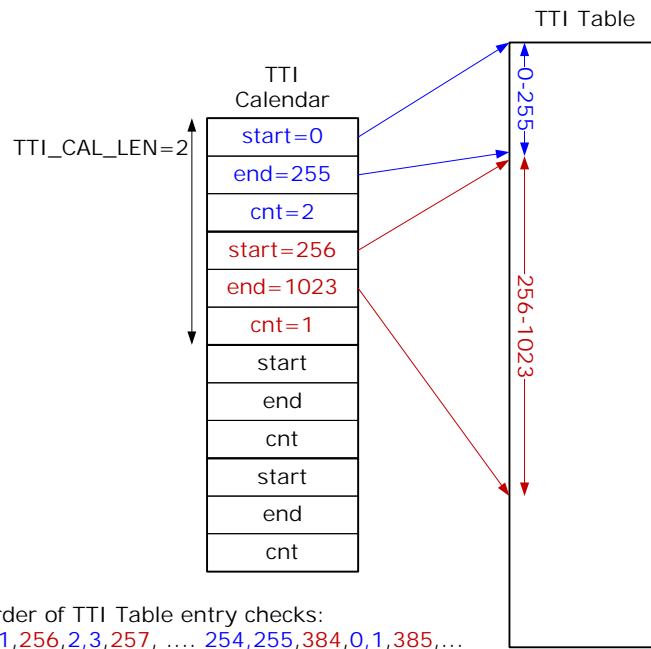 TTI Table
TTI
Calendar
TTI_CAL_LEN=2
start=0
end=255
cnt=2
start=256
end=1023
cnt=1
start
end
cnt
start
end
cnt
0-255
256-1023
rder of TTI Table entry checks:
1,256,2,3,257, .... 254,255,384,0,1,385,...